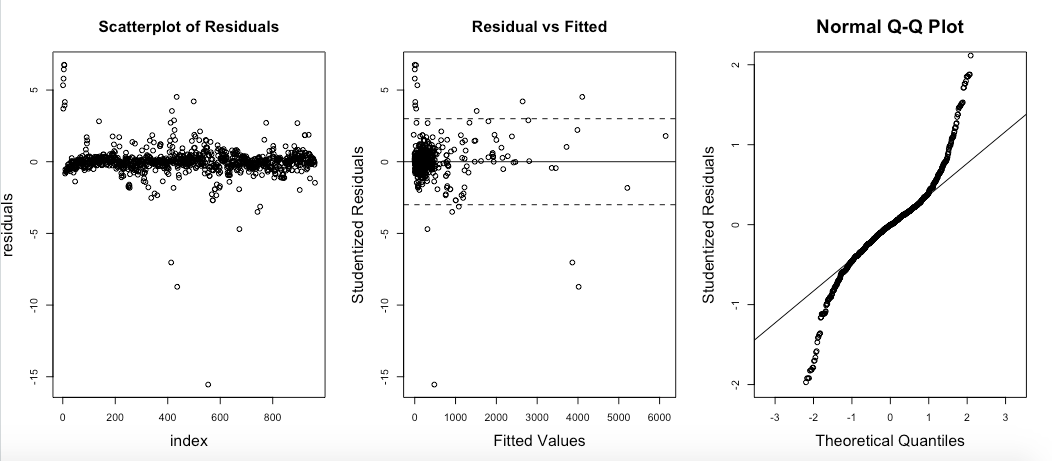 Scatterplot of Residuals
residuals
5
0
-5
-10
-15
0 200 400 600 800
index
Residual vs Fitted
Studentized Residuals
5
0
-5
-10
-15
0 1000 2000 3000 4000 5000 6000
Fitted Values
Normal Q-Q Plot
Studentized Residuals
2
1
0
-1
-2
-3 -2 -1 0 1 2 3
Theoretical Quantiles